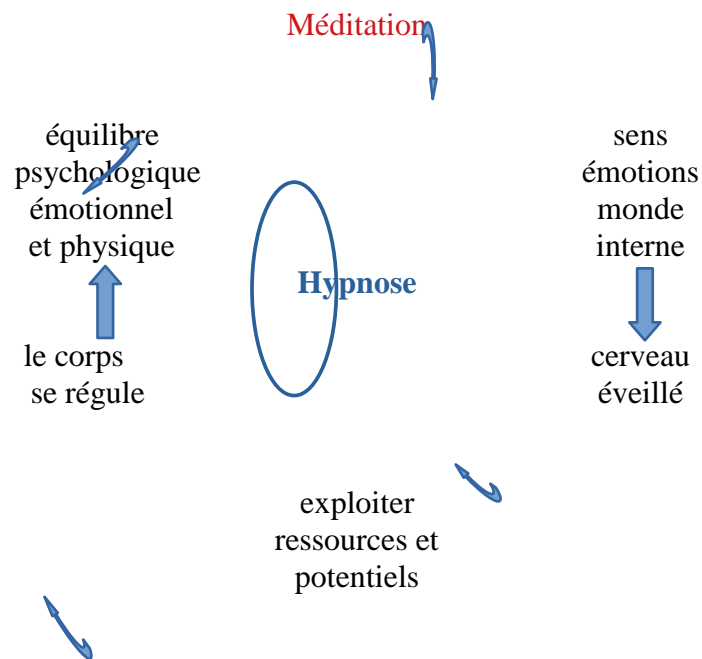 Méditation
équilibre
psychologique
émotionnel
et physique
sens
émotions
monde
interne
Hypnose
le corps
se régule
cerveau
éveillé
exploiter
ressources et
potentiels